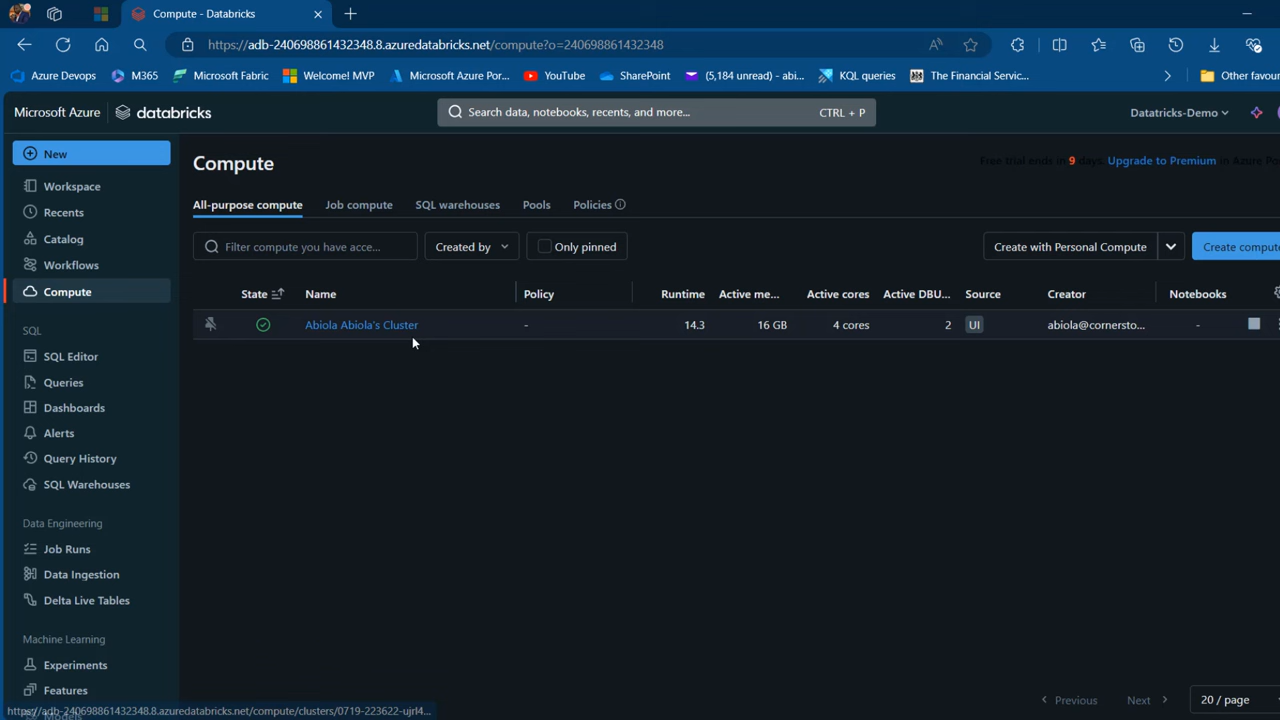 Compute - Databricks
https://adb-240698861432348.8.azuredatabricks.net/compute?o=240698861432348
Azure Devops
M365
Microsoft Fabric
Welcome! MVP
Microsoft Azure Por...
YouTube
SharePoint
(5,184 unread) - abi...
KQL queries
The Financial Servic...
Other favou
Microsoft Azure
databricks
Search data, notebooks, recents, and more...
CTRL + P
Datatricks-Demo
New
Workspace
Recents
Catalog
Workflows
Compute
SQL
SQL Editor
Queries
Dashboards
Alerts
Query History
SQL Warehouses
Data Engineering
Job Runs
Data Ingestion
Delta Live Tables
Machine Learning
Experiments
Features
Models
Compute
Free trial ends in 9 days. Upgrade to Premium in Azure Po
All-purpose compute
Job compute
SQL warehouses
Pools
Policies
Filter compute you have acce...
Created by
Only pinned
Create with Personal Compute
Create compute
State Name Policy Runtime Active me... Active cores Active DBU... Source Creator Notebooks
Abiola Abiola's Cluster - 14.3 16 GB 4 cores 2 UI abiola@cornersto... -
Previous
Next
20 / page
https://adb-240698861432348.8.azuredatabricks.net/compute/clusters/0719-223622-ujrl4...